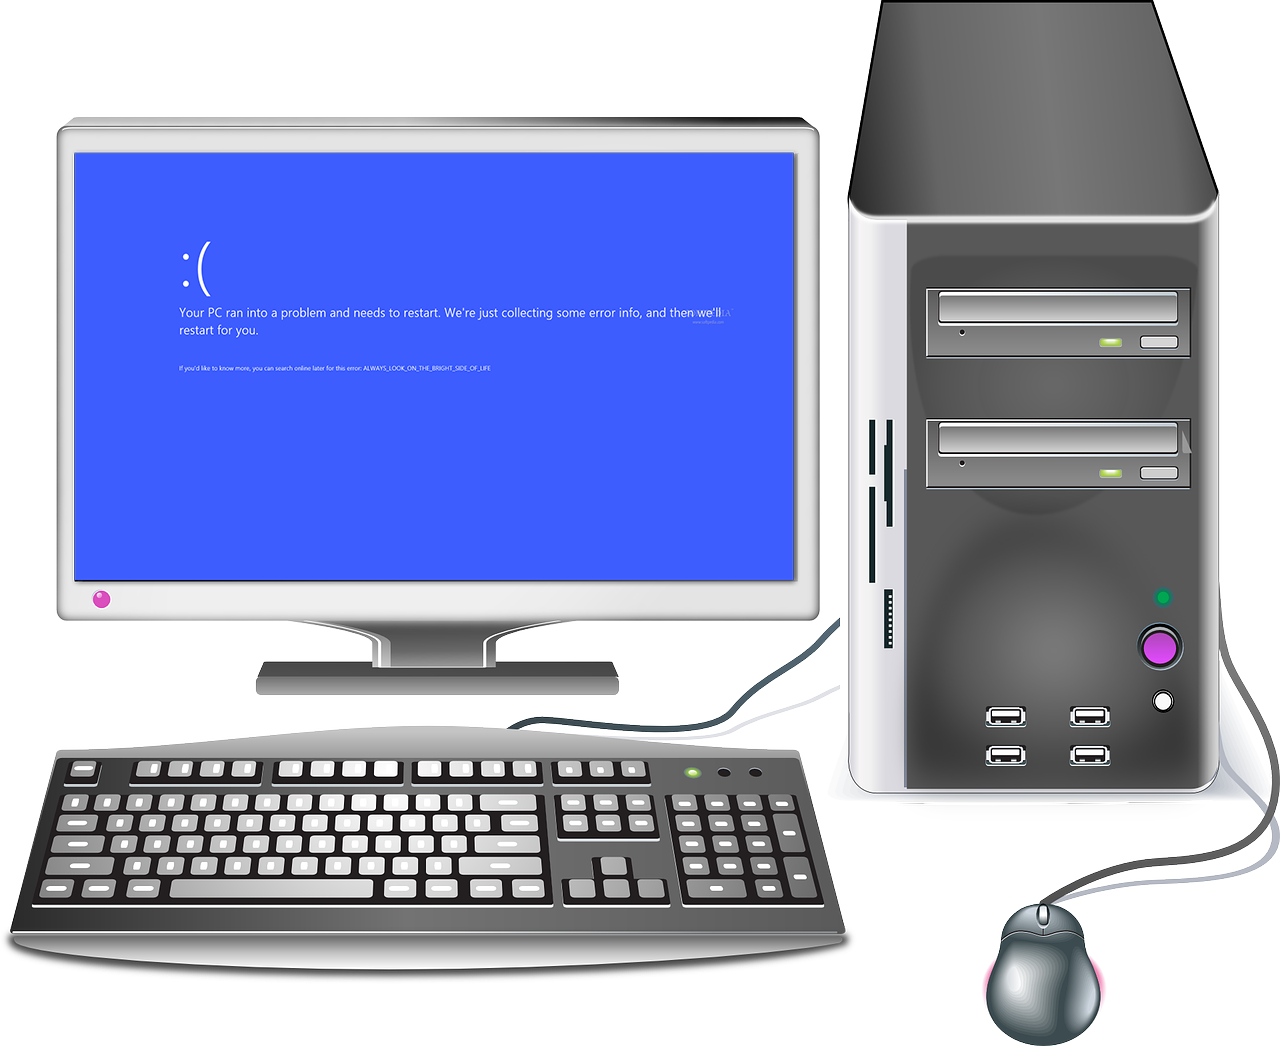 :(
Your PC ran into a problem and needs to restart. We're just collecting some error info, and then we'll
restart for you.
If you'd like to know more, you can search online later for this error: ALWAYS_LOOK_ON_THE_BRIGHT_SIDE_OF_LIFE